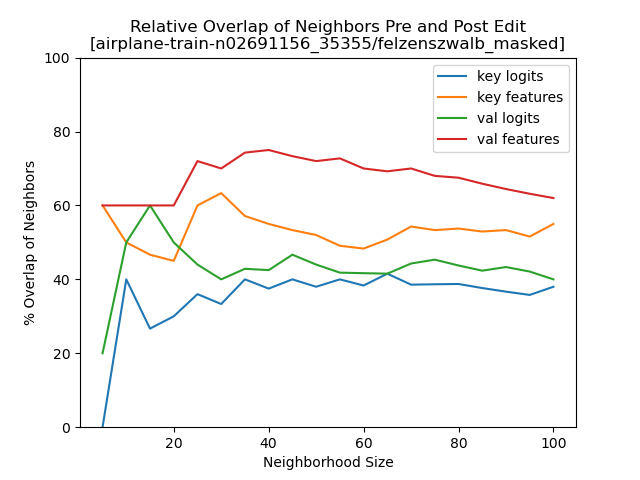 Relative Overlap of Neighbors Pre and Post Edit
[airplane-train-n02691156_35355/felzenszwalb_masked]
100
80
60
40
20
0
% Overlap of Neighbors
key logits
key features
val logits
val features
20
40
60
80
100
Neighborhood Size